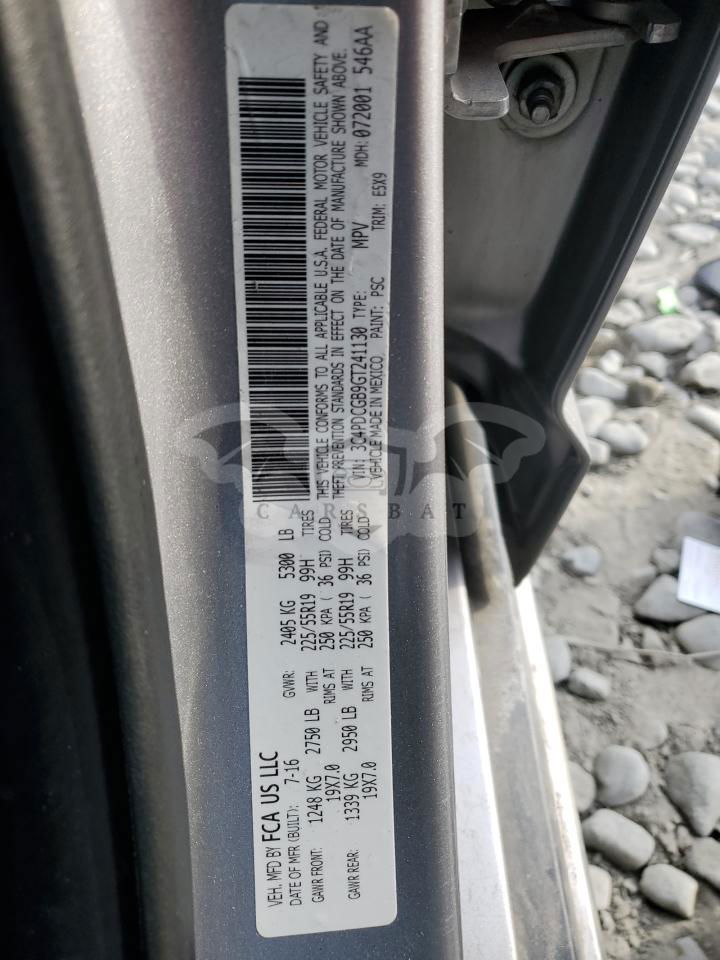 VEH. MFD BY FCA US LLC
DATE OF MFR (BUILT): 7-16 GVWR: 2405 KG 5300 LB
GAWR FRONT: 1248 KG 2750 LB WITH 225/55R19 99H TIRES
19X7.0 RIMS AT 250 KPA ( 36 PSI) COLD
GAWR REAR: 1339 KG 2950 LB WITH 225/55R19 99H TIRES
19X7.0 RIMS AT 250 KPA ( 36 PSI) COLD
THIS VEHICLE CONFORMS TO ALL APPLICABLE U.S.A. FEDERAL MOTOR VEHICLE SAFETY AND
THEFT PREVENTION STANDARDS IN EFFECT ON THE DATE OF MANUFACTURE SHOWN ABOVE.
VIN: 3C4PDCGB9GT241130 TYPE: MPV MDH: 072001 546AA
VEHICLE MADE IN MEXICO PAINT: PSC TRIM: E5X9
CARSBAT